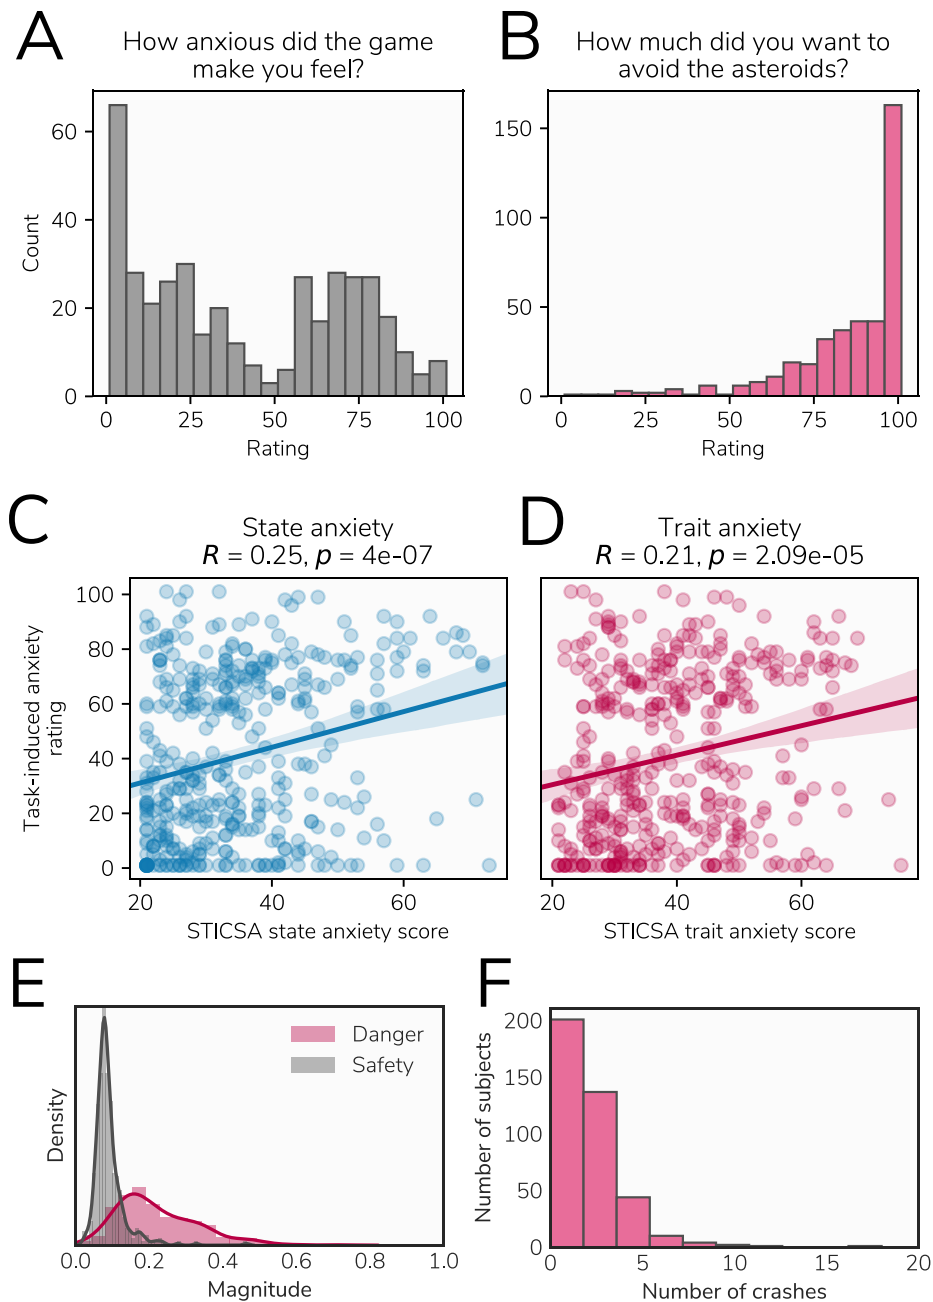 A
How anxious did the game
make you feel?
60
40
20
0
Count
0 25 50 75 100
Rating
B
How much did you want to
avoid the asteroids?
150
100
50
0
0 25 50 75 100
Rating
C
State anxiety
R = 0.25, p = 4e-07
100
80
60
40
20
0
Task-induced anxiety
rating
20 40 60
STICSA state anxiety score
D
Trait anxiety
R = 0.21, p = 2.09e-05
20 40 60
STICSA trait anxiety score
E
Danger
Safety
Density
0.0 0.2 0.4 0.6 0.8 1.0
Magnitude
F
200
150
100
50
0
Number of subjects
0 5 10 15 20
Number of crashes